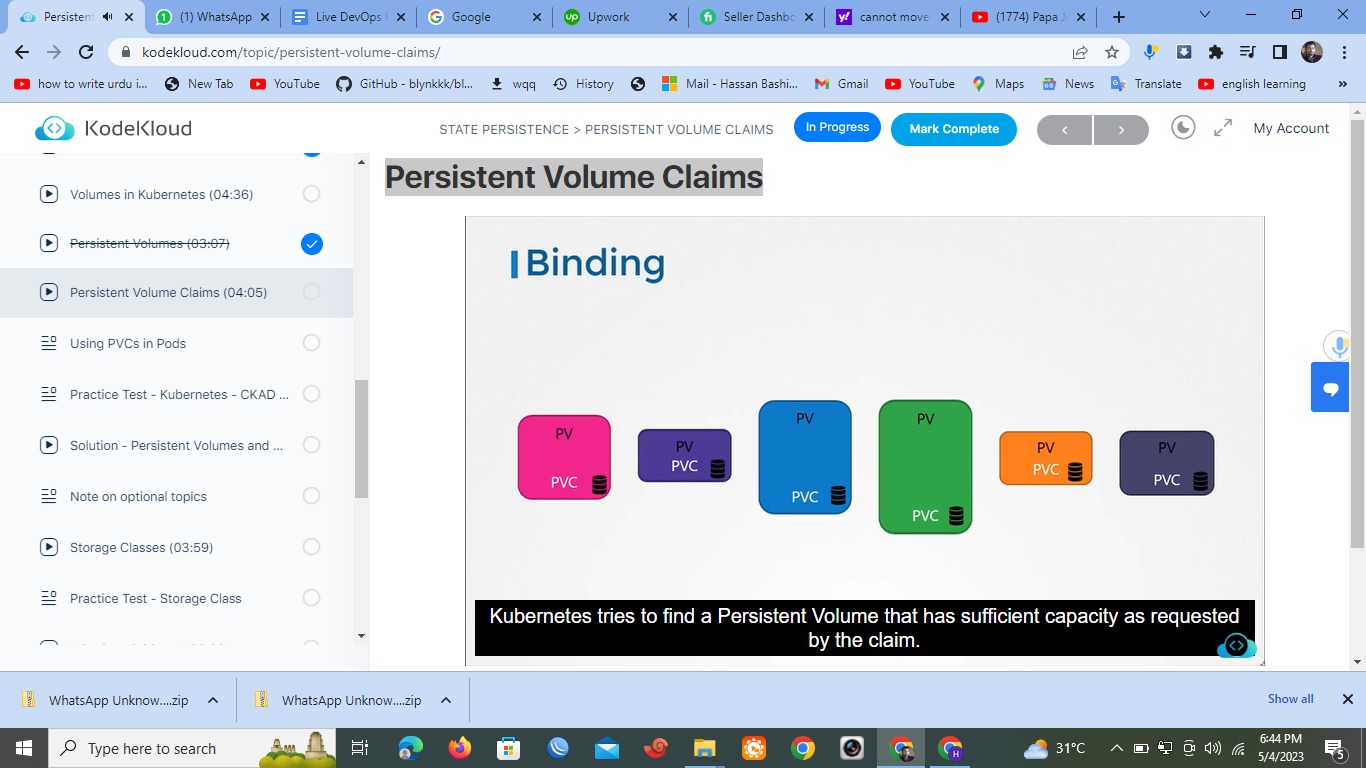 Persistent
(1) WhatsApp
Live DevOps
Google
Upwork
Seller Dashbo
cannot move
(1774) Papa J
kodekloud.com/topic/persistent-volume-claims/
how to write urdu i...
New Tab
YouTube
GitHub - blynkkk/bl...
wqq
History
Mail - Hassan Bashi...
Gmail
YouTube
Maps
News
Translate
english learning
»
KodeKloud
STATE PERSISTENCE > PERSISTENT VOLUME CLAIMS
In Progress
Mark Complete
My Account
Volumes in Kubernetes (04:36)
Persistent Volumes (03:07)
Persistent Volume Claims (04:05)
Using PVCs in Pods
Practice Test - Kubernetes - CKAD ...
Solution - Persistent Volumes and ...
Note on optional topics
Storage Classes (03:59)
Practice Test - Storage Class
Persistent Volume Claims
Binding
PV
PVC
PV
PVC
PV
PVC
PV
PVC
PV
PVC
PV
PVC
Kubernetes tries to find a Persistent Volume that has sufficient capacity as requested
by the claim.
WhatsApp Unknow....zip
WhatsApp Unknow....zip
Show all
Type here to search
31°C
6:44 PM
5/4/2023
5